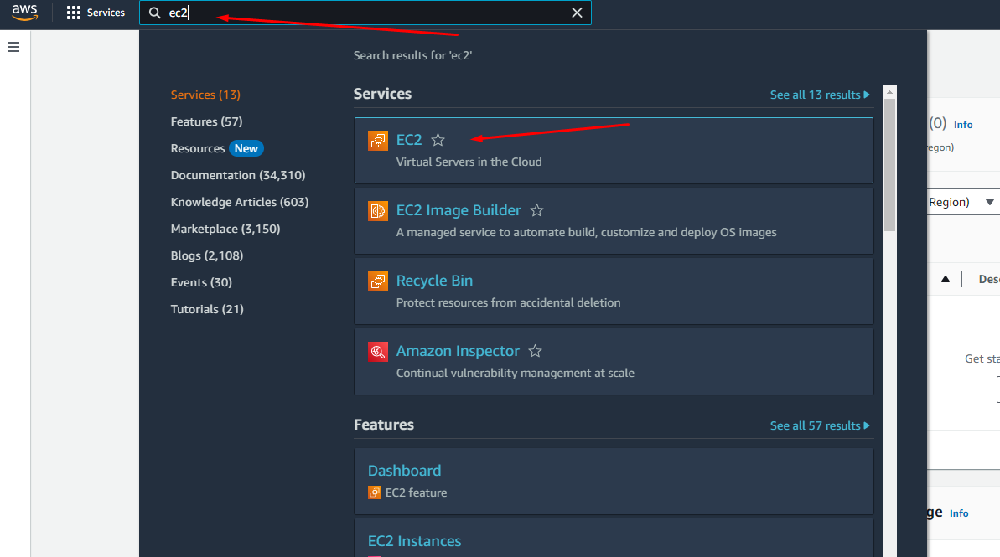 aws
Services
ec2
Search results for 'ec2'
Services (13)
Features (57)
Resources New
Documentation (34,310)
Knowledge Articles (603)
Marketplace (3,150)
Blogs (2,108)
Events (30)
Tutorials (21)
Services
See all 13 results
EC2
Virtual Servers in the Cloud
EC2 Image Builder
A managed service to automate build, customize and deploy OS images
Recycle Bin
Protect resources from accidental deletion
Amazon Inspector
Continual vulnerability management at scale
Features
See all 57 results
Dashboard
EC2 feature
EC2 Instances
(0) Info
regon)
Region)
Desc
Get sta
ge Info